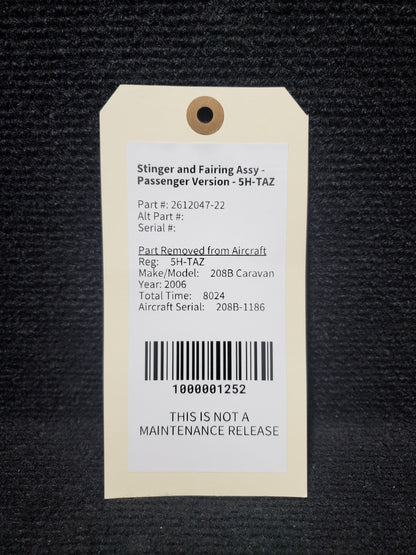 Stinger and Fairing Assy -
Passenger Version - 5H-TAZ
Part #: 2612047-22
Alt Part #:
Serial #:
Part Removed from Aircraft
Reg: 5H-TAZ
Make/Model: 208B Caravan
Year: 2006
Total Time: 8024
Aircraft Serial: 208B-1186
1000001252
THIS IS NOT A
MAINTENANCE RELEASE